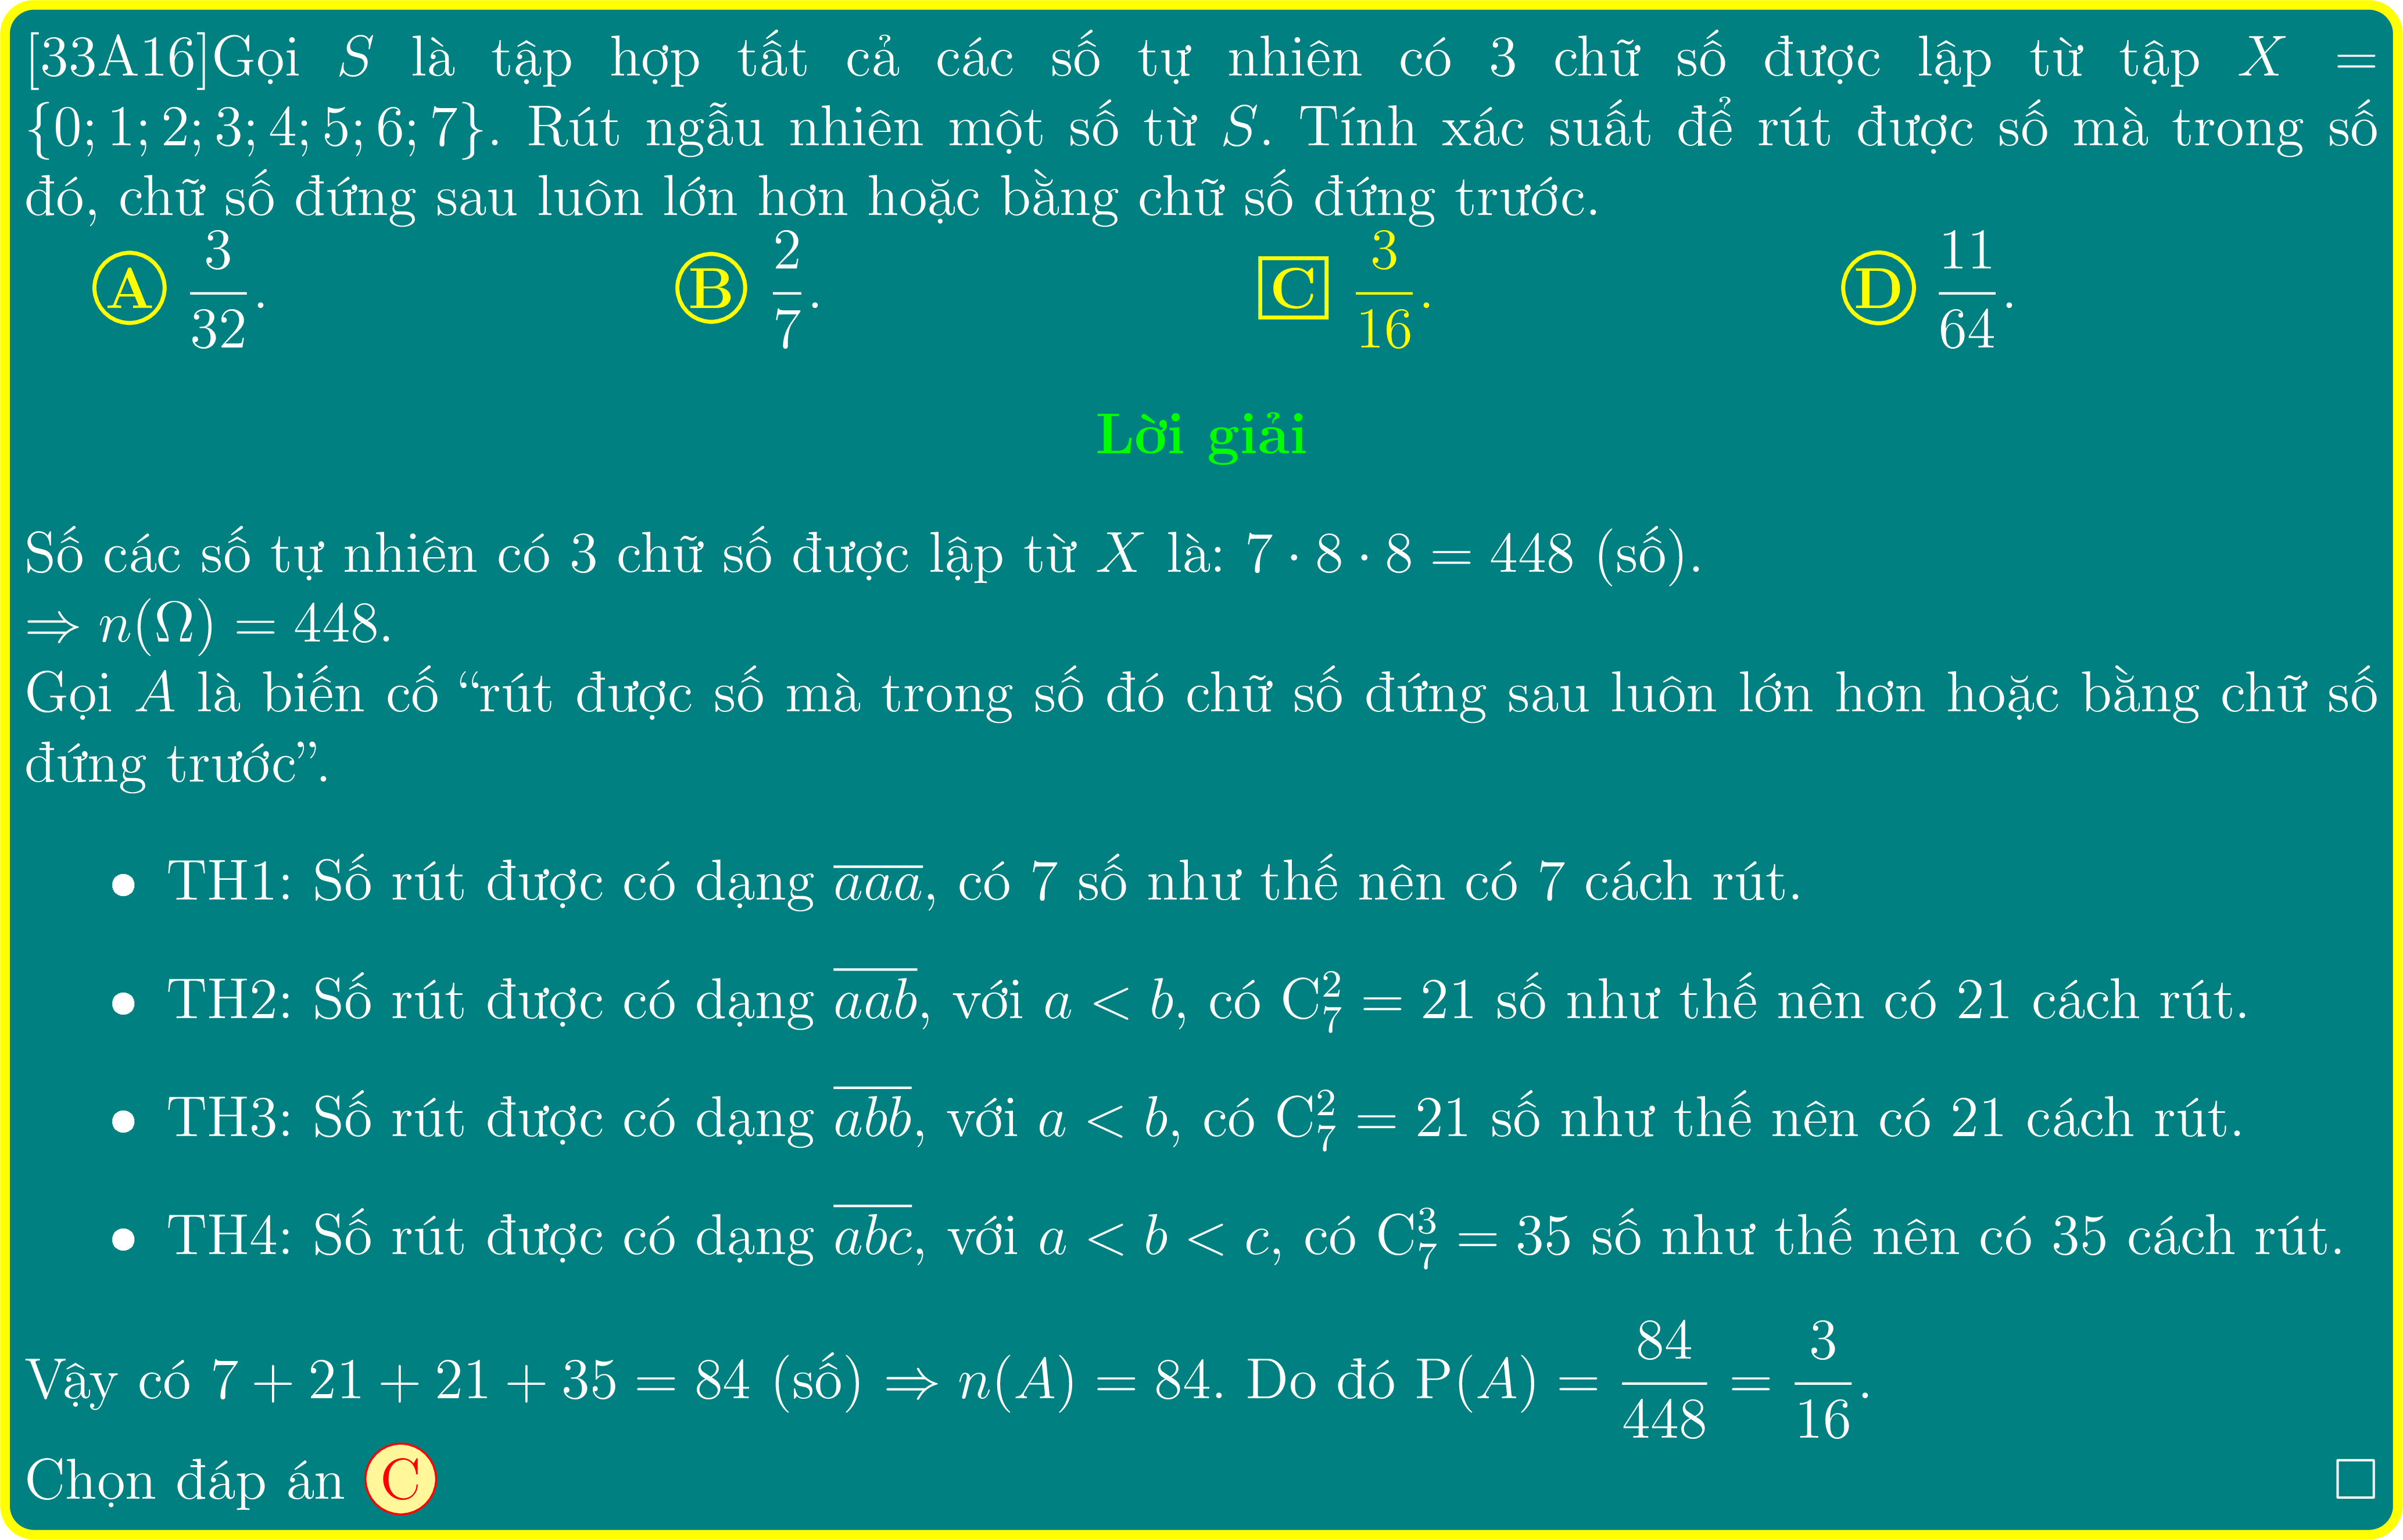 [33A16]Gọi S là tập hợp tất cả các số tự nhiên có 3 chữ số được lập từ tập X =
{0; 1; 2; 3; 4; 5; 6; 7}. Rút ngẫu nhiên một số từ S. Tính xác suất để rút được số mà trong số
đó, chữ số đứng sau luôn lớn hơn hoặc bằng chữ số đứng trước.
A $\frac{3}{32}$. B $\frac{2}{7}$. C $\frac{3}{16}$. D $\frac{11}{64}$.
Lời giải
Số các số tự nhiên có 3 chữ số được lập từ X là: 7 · 8 · 8 = 448 (số).
⇒ n(Ω) = 448.
Gọi A là biến cố “rút được số mà trong số đó chữ số đứng sau luôn lớn hơn hoặc bằng chữ số
đứng trước”.
• TH1: Số rút được có dạng $\overline{aaa}$, có 7 số như thế nên có 7 cách rút.
• TH2: Số rút được có dạng $\overline{aab}$, với a < b, có $\mathrm{C}_7^2$ = 21 số như thế nên có 21 cách rút.
• TH3: Số rút được có dạng $\overline{abb}$, với a < b, có $\mathrm{C}_7^2$ = 21 số như thế nên có 21 cách rút.
• TH4: Số rút được có dạng $\overline{abc}$, với a < b < c, có $\mathrm{C}_7^3$ = 35 số như thế nên có 35 cách rút.
Vậy có 7 + 21 + 21 + 35 = 84 (số) ⇒ n(A) = 84. Do đó P(A) = $\frac{84}{448}$ = $\frac{3}{16}$.
Chọn đáp án C □